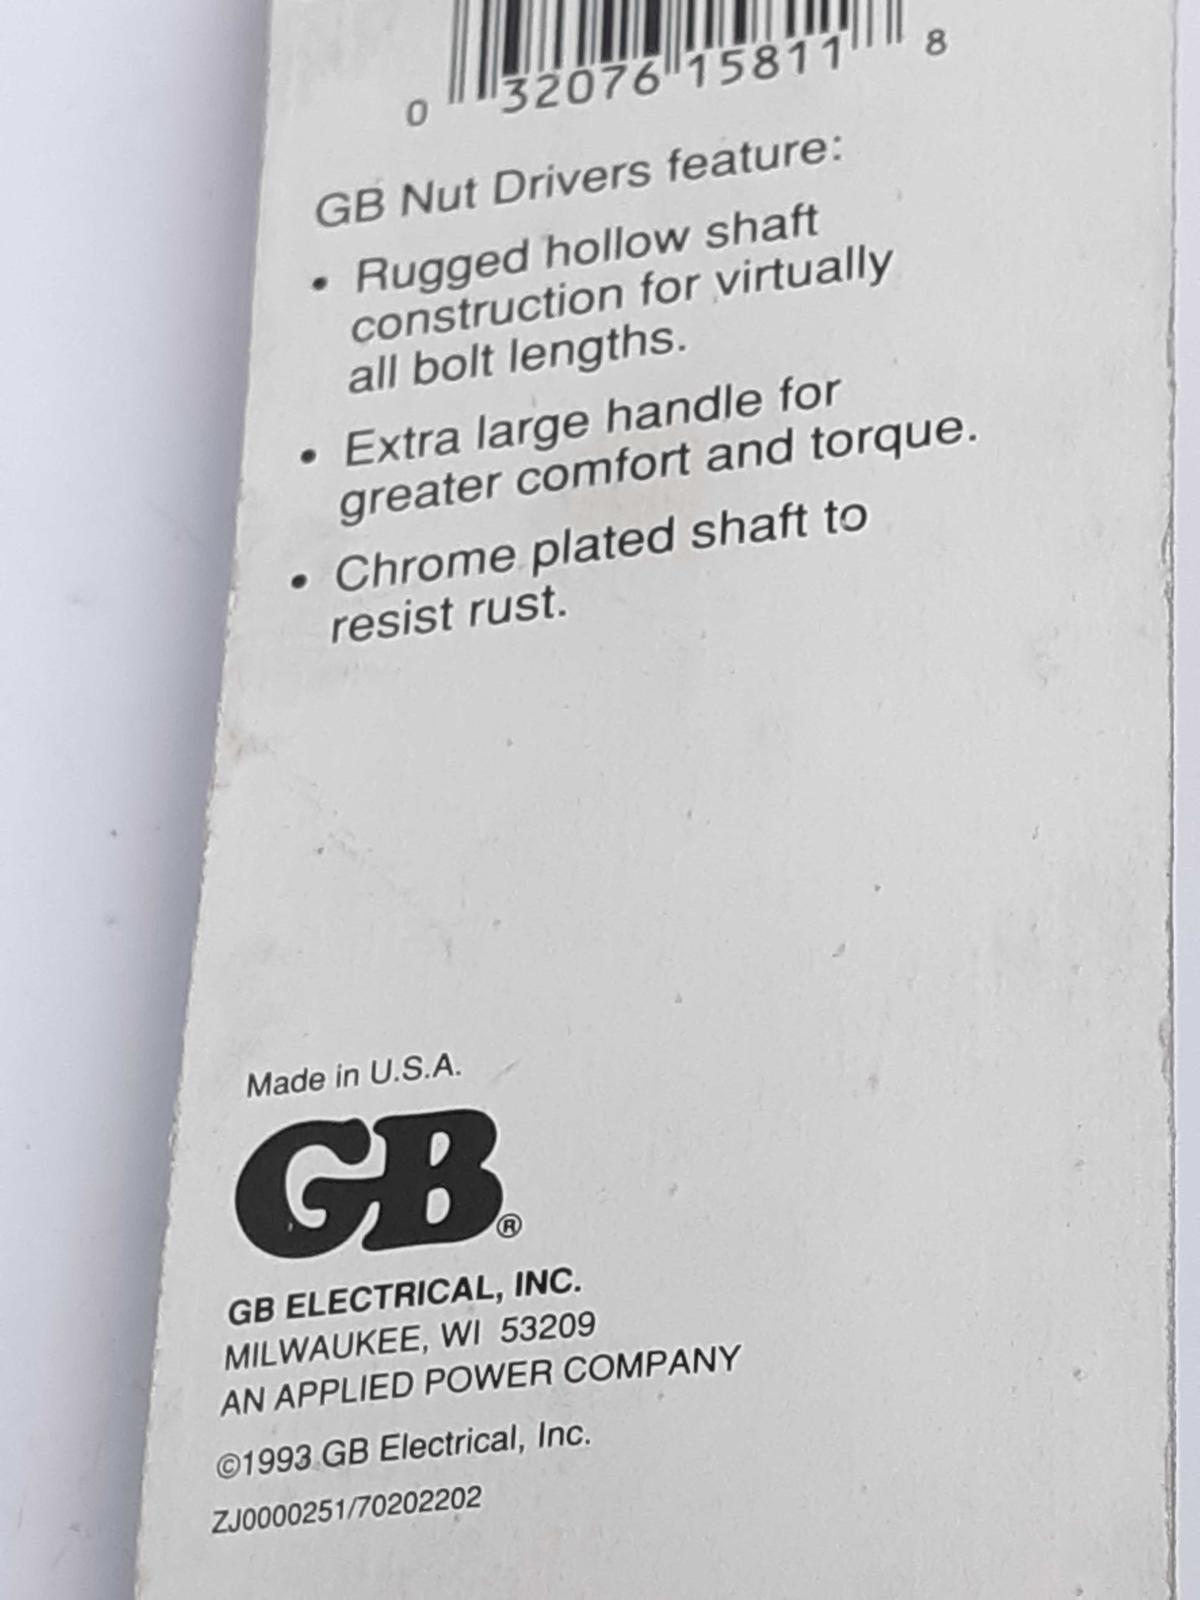 0 32076 15811 8
GB Nut Drivers feature:
• Rugged hollow shaft
construction for virtually
all bolt lengths.
• Extra large handle for
greater comfort and torque.
• Chrome plated shaft to
resist rust.
Made in U.S.A.
GB®
GB ELECTRICAL, INC.
MILWAUKEE, WI 53209
AN APPLIED POWER COMPANY
©1993 GB Electrical, Inc.
ZJ0000251/70202202